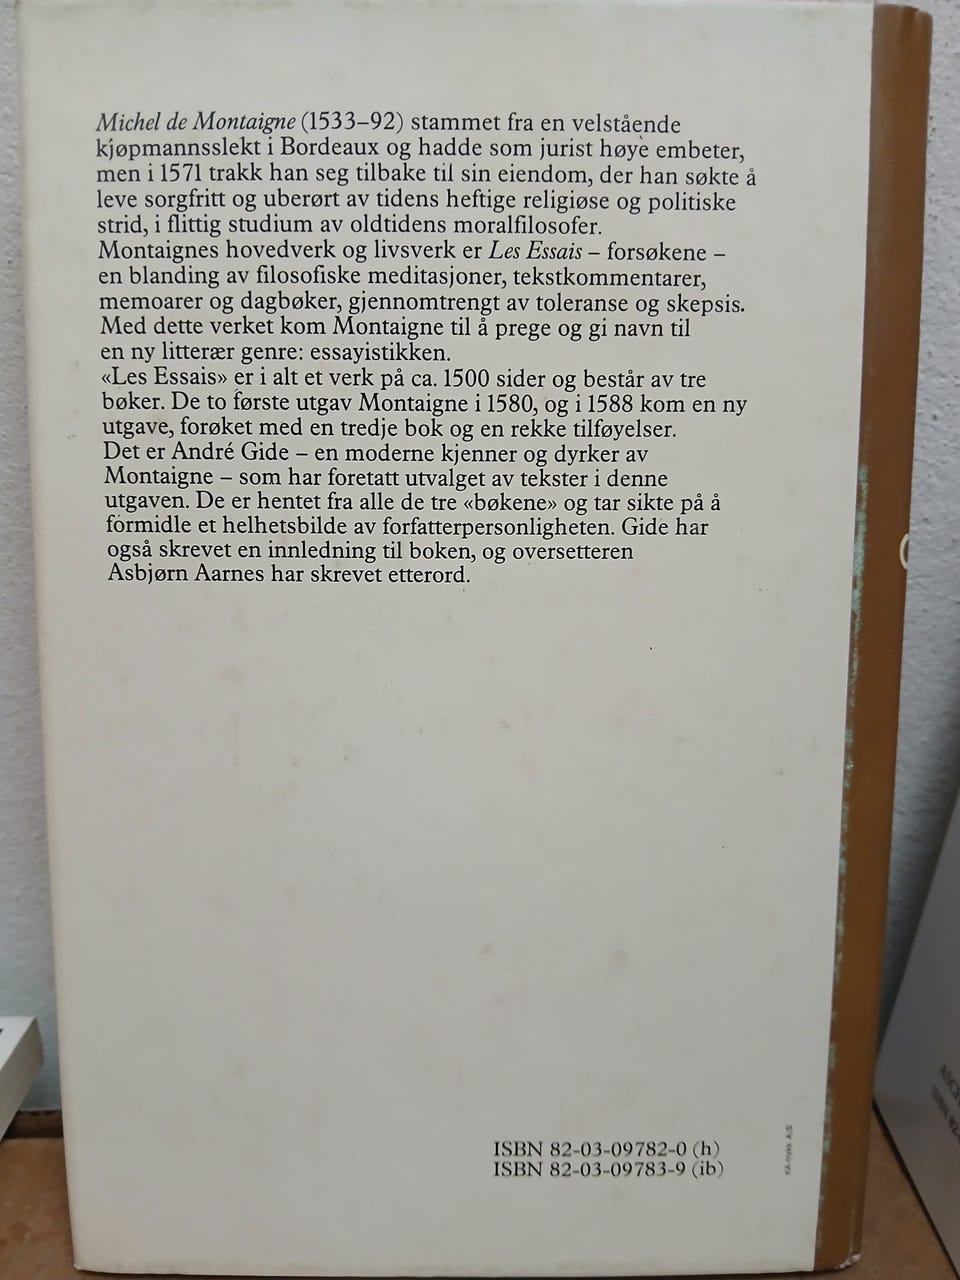 Michel de Montaigne (1533–92) stammet fra en velstående
kjøpmannsslekt i Bordeaux og hadde som jurist høye embeter,
men i 1571 trakk han seg tilbake til sin eiendom, der han søkte å
leve sorgfritt og uberørt av tidens heftige religiøse og politiske
strid, i flittig studium av oldtidens moralfilosofer.
Montaignes hovedverk og livsverk er Les Essais – forsøkene –
en blanding av filosofiske meditasjoner, tekstkommentarer,
memoarer og dagbøker, gjennomtrengt av toleranse og skepsis.
Med dette verket kom Montaigne til å prege og gi navn til
en ny litterær genre: essayistikken.
«Les Essais» er i alt et verk på ca. 1500 sider og består av tre
bøker. De to første utgav Montaigne i 1580, og i 1588 kom en ny
utgave, forøket med en tredje bok og en rekke tilføyelser.
Det er André Gide – en moderne kjenner og dyrker av
Montaigne – som har foretatt utvalget av tekster i denne
utgaven. De er hentet fra alle de tre «bøkene» og tar sikte på å
formidle et helhetsbilde av forfatterpersonligheten. Gide har
også skrevet en innledning til boken, og oversetteren
Asbjørn Aarnes har skrevet etterord.
ISBN 82-03-09782-0 (h)
ISBN 82-03-09783-9 (ib)
KA-trykk A/S